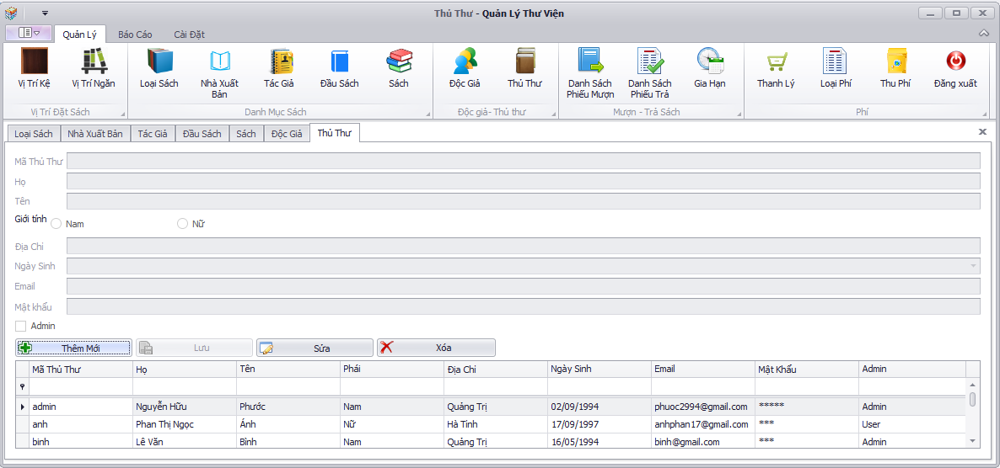 Thủ Thư - Quản Lý Thư Viện
Quản Lý Báo Cáo Cài Đặt
Vị Trí Kệ Vị Trí Ngăn Loại Sách Nhà Xuất Bản Tác Giả Đầu Sách Sách Độc Giả Thủ Thư Danh Sách Phiếu Mượn Danh Sách Phiếu Trả Gia Hạn Thanh Lý Loại Phí Thu Phí Đăng xuất
Vị Trí Đặt Sách Danh Mục Sách Độc giả- Thủ thư Mượn - Trả Sách Phí
Loại Sách Nhà Xuất Bản Tác Giả Đầu Sách Sách Độc Giả Thủ Thư
Mã Thủ Thư
Họ
Tên
Giới tính Nam Nữ
Địa Chỉ
Ngày Sinh
Email
Mật khẩu
Admin
Thêm Mới Lưu Sửa Xóa
Mã Thủ Thư Họ Tên Phái Địa Chỉ Ngày Sinh Email Mật Khẩu Admin
admin Nguyễn Hữu Phước Nam Quảng Trị 02/09/1994 phuoc2994@gmail.com ***** Admin
anh Phan Thị Ngọc Ánh Nữ Hà Tĩnh 17/09/1997 anhphan17@gmail.com *** User
binh Lê Văn Bình Nam Quảng Trị 16/05/1994 binh@gmail.com *** Admin